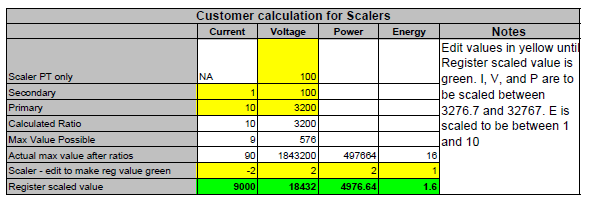 Customer calculation for Scalers
Current Voltage Power Energy Notes
Scaler PT only NA 100
Secondary 1 100
Primary 10 3200
Calculated Ratio 10 3200
Max Value Possible 9 576
Actual max value after ratios 90 1843200 497664 16
Scaler - edit to make reg value green -2 2 2 1
Register scaled value 9000 18432 4976.64 1.6
Edit values in yellow until
Register scaled value is
green. I, V, and P are to
be scaled between
3276.7 and 32767. E is
scaled to be between 1
and 10